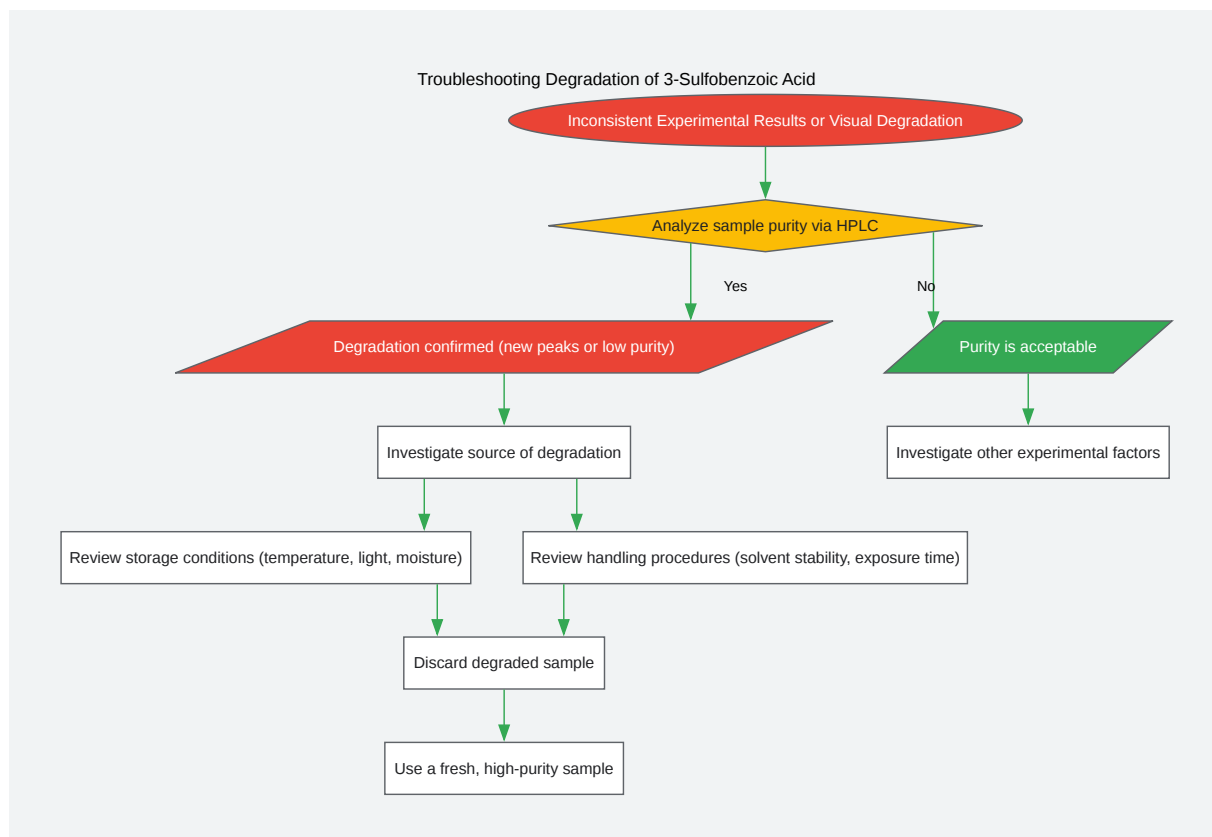 Troubleshooting Degradation of 3-Sulfobenzoic Acid
Inconsistent Experimental Results or Visual Degradation
Analyze sample purity via HPLC
Yes
No
Degradation confirmed (new peaks or low purity)
Purity is acceptable
Investigate source of degradation
Investigate other experimental factors
Review storage conditions (temperature, light, moisture)
Review handling procedures (solvent stability, exposure time)
Discard degraded sample
Use a fresh, high-purity sample